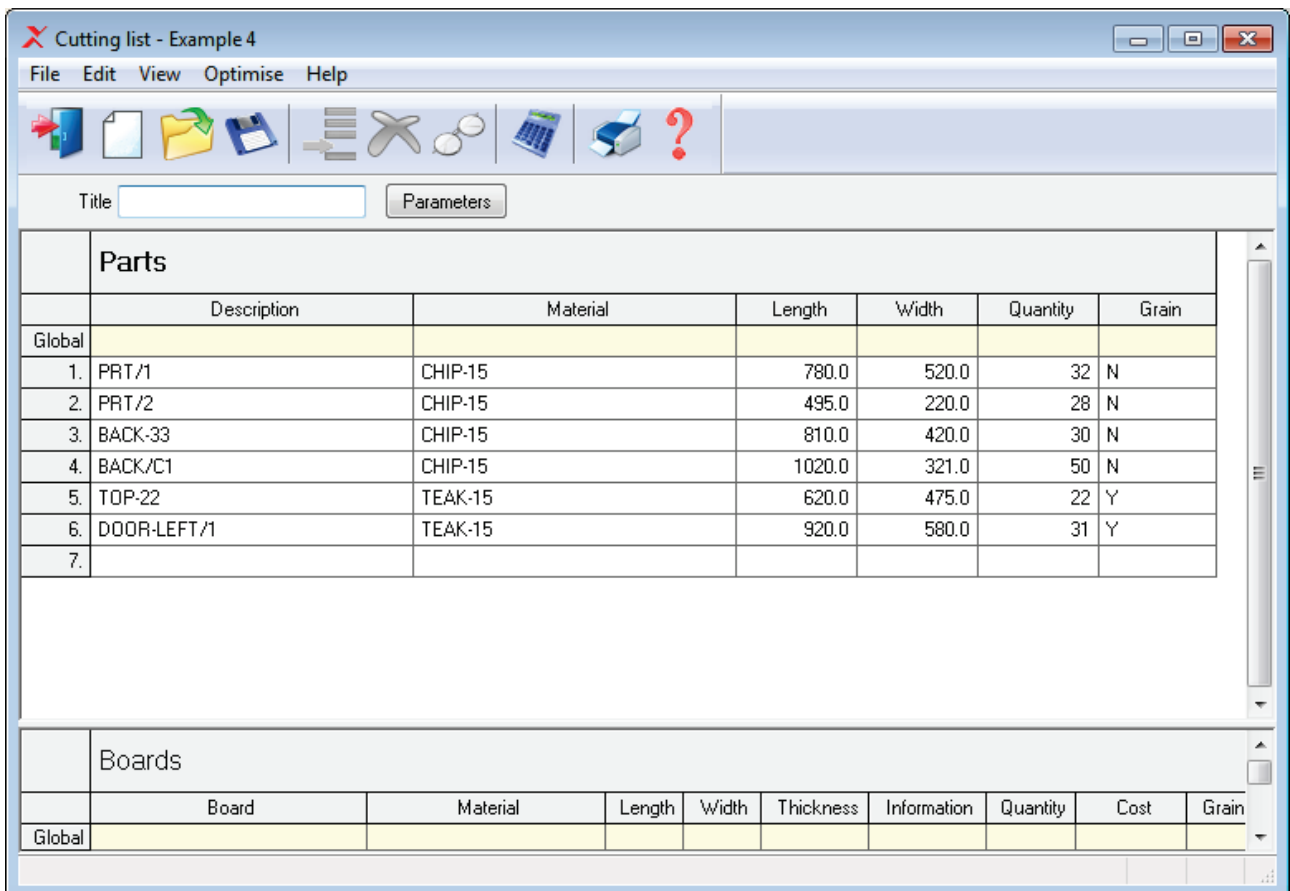 Cutting list - Example 4
File Edit View Optimise Help
Title Parameters
Parts
Description Material Length Width Quantity Grain
Global
1. PRT/1 CHIP-15 780.0 520.0 32 N
2. PRT/2 CHIP-15 495.0 220.0 28 N
3. BACK-33 CHIP-15 810.0 420.0 30 N
4. BACK/C1 CHIP-15 1020.0 321.0 50 N
5. TOP-22 TEAK-15 620.0 475.0 22 Y
6. DOOR-LEFT/1 TEAK-15 920.0 580.0 31 Y
7.
Boards
Board Material Length Width Thickness Information Quantity Cost Grain
Global